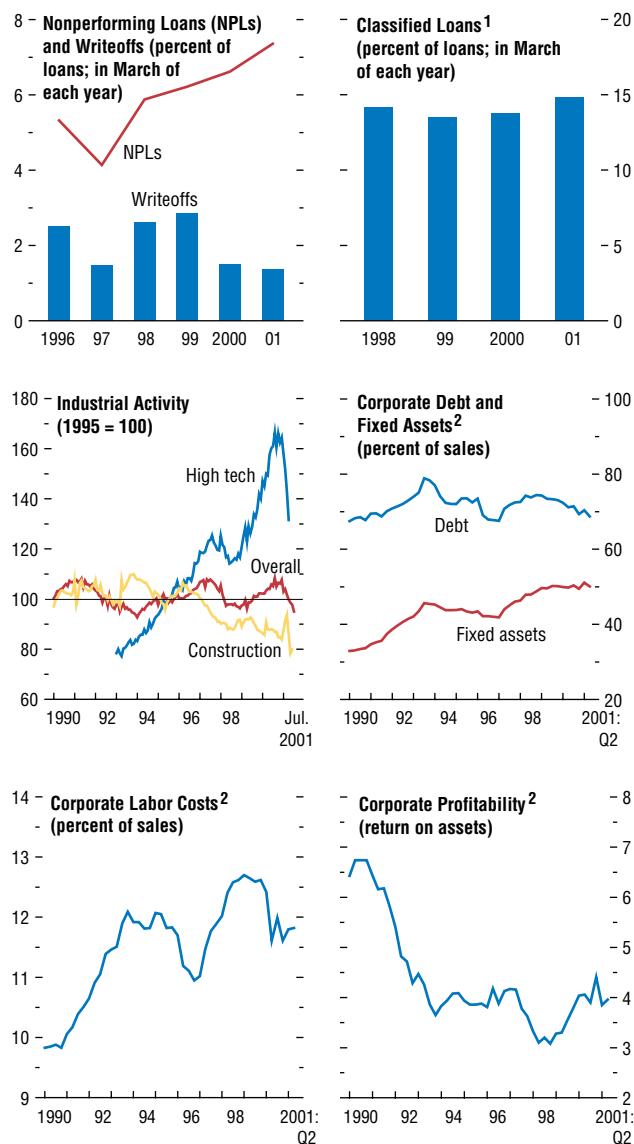 Nonperforming Loans (NPLs)
and Writeoffs (percent of
loans; in March of
each year)
8
6
4
2
0
NPLs
Writeoffs
1996 97 98 99 2000 01
Classified Loans1
(percent of loans; in March
of each year)
20
15
10
5
0
1998 99 2000 01
Industrial Activity
(1995 = 100)
180
160
140
120
100
80
60
High tech
Overall
Construction
1990 92 94 96 98 Jul.
2001
Corporate Debt and
Fixed Assets2
(percent of sales)
100
80
60
40
20
Debt
Fixed assets
1990 92 94 96 98 2001:
Q2
Corporate Labor Costs2
(percent of sales)
14
13
12
11
10
9
1990 92 94 96 98 2001:
Q2
Corporate Profitability2
(return on assets)
8
7
6
5
4
3
2
1990 92 94 96 98 2001:
Q2